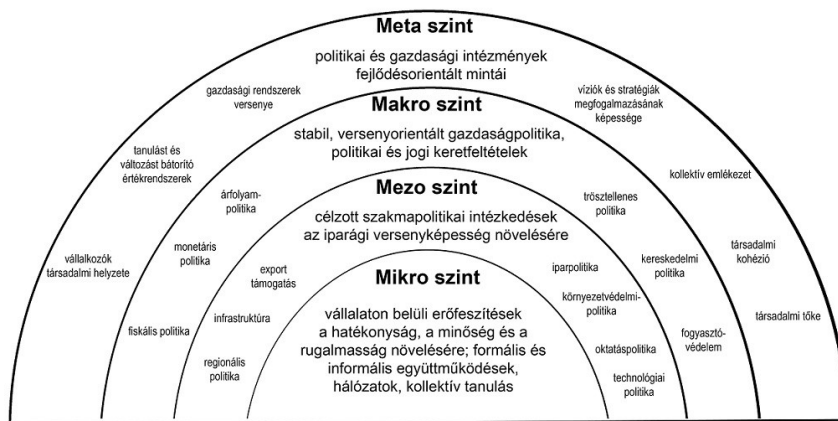 Meta szint
politikai és gazdasági intézmények
fejlődésorientált mintái
gazdasági rendszerek
versenye
víziók és stratégiák
megfogalmazásának
képessége
tanulást és
változást bátorító
értékrendszerek
kollektív emlékezet
vállalkozók
társadalmi helyzete
társadalmi
kohézió
társadalmi tőke
Makro szint
stabil, versenyorientált gazdaságpolitika,
politikai és jogi keretfeltételek
árfolyam-
politika
trösztellenes
politika
monetáris
politika
kereskedelmi
politika
fiskális politika
fogyasztó-
védelem
Mezo szint
célzott szakmapolitikai intézkedések
az iparági versenyképesség növelésére
export
támogatás
iparpolitika
infrastruktúra
környezetvédelmi-
politika
regionális
politika
oktatáspolitika
technológiai
politika
Mikro szint
vállalaton belüli erőfeszítések
a hatékonyság, a minőség és a
rugalmasság növelésére; formális és
informális együttműködések,
hálózatok, kollektív tanulás